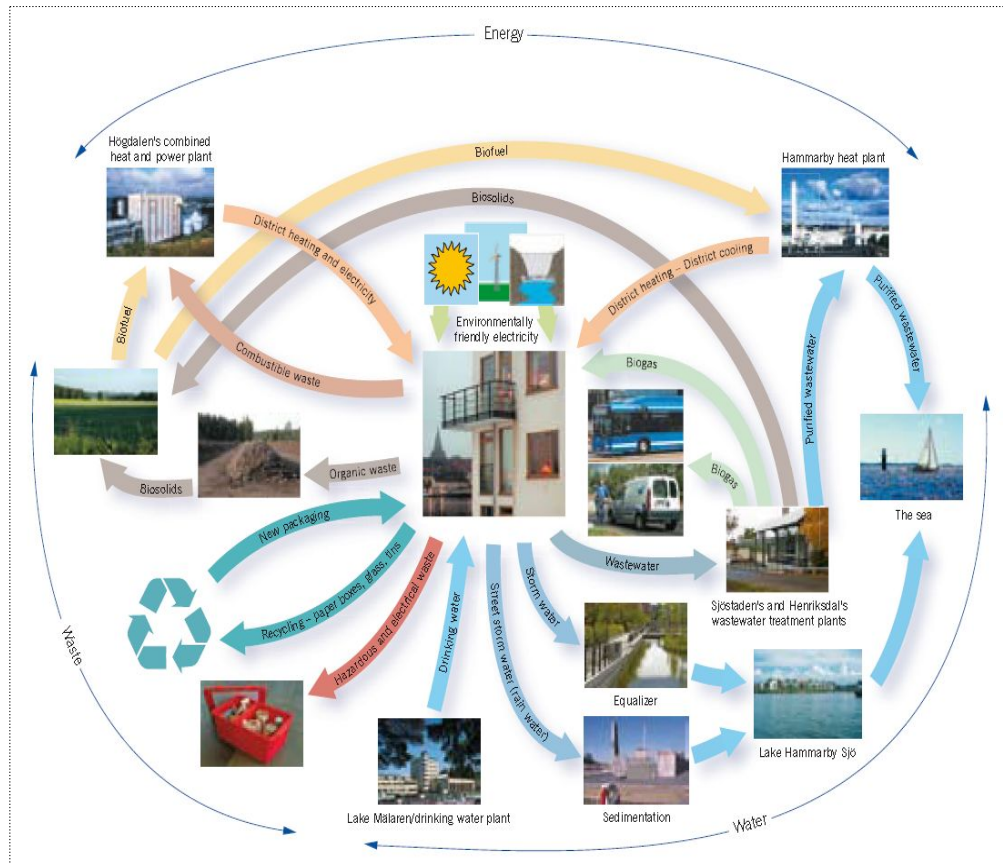 Energy
Högdalen's combined
heat and power plant
Biofuel
Hammarby heat plant
Biosolids
District heating and electricity
District heating – District cooling
Purified wastewater
Environmentally
friendly electricity
Biofuel
Combustible waste
Biogas
Purified wastewater
Organic waste
Biosolids
Biogas
The sea
New packaging
Wastewater
Recycling – paper boxes, glass, tins
Storm water
Sjöstaden's and Henriksdal's
wastewater treatment plants
Waste
Hazardous and electrical waste
Drinking water
Street storm water (rain water)
Equalizer
Lake Hammarby Sjö
Lake Mälaren/drinking water plant
Sedimentation
Water